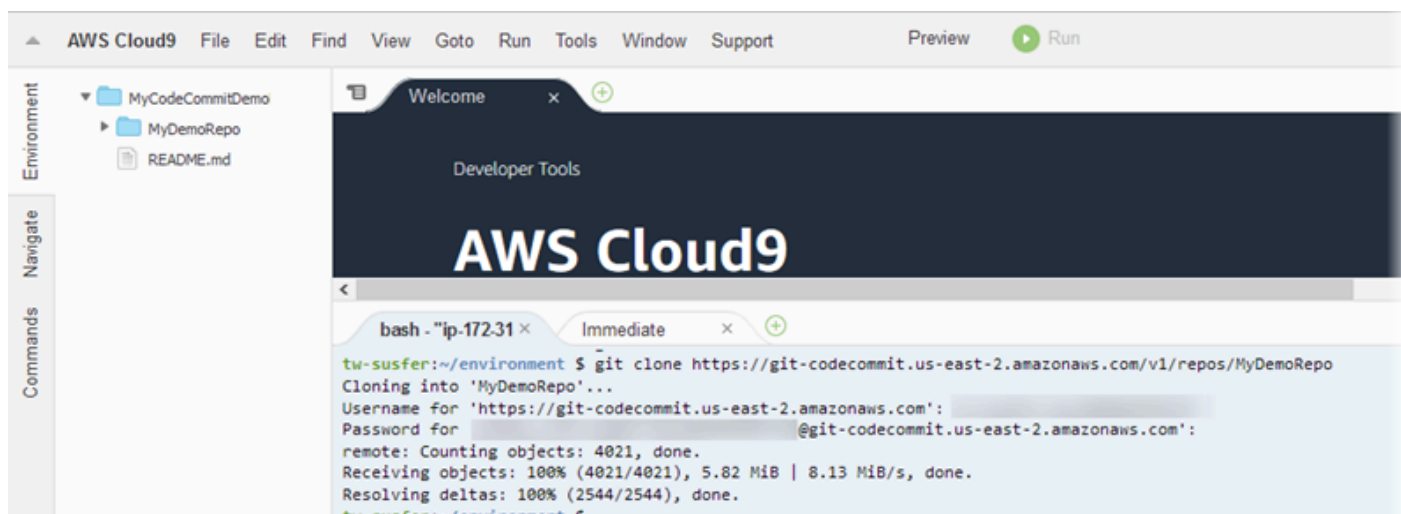 AWS Cloud9 File Edit Find View Goto Run Tools Window Support Preview Run
Environment
Navigate
Commands
MyCodeCommitDemo
MyDemoRepo
README.md
Welcome
Developer Tools
AWS Cloud9
bash - "ip-172-31 Immediate
tw-susfer:~/environment $ git clone https://git-codecommit.us-east-2.amazonaws.com/v1/repos/MyDemoRepo
Cloning into 'MyDemoRepo'...
Username for 'https://git-codecommit.us-east-2.amazonaws.com':
Password for @git-codecommit.us-east-2.amazonaws.com':
remote: Counting objects: 4021, done.
Receiving objects: 100% (4021/4021), 5.82 MiB | 8.13 MiB/s, done.
Resolving deltas: 100% (2544/2544), done.